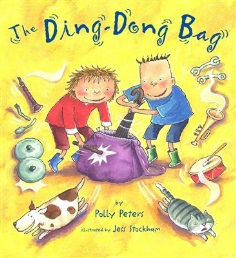 The Ding-Dong Bag
by
Polly Peters
illustrated by Jess Stockham